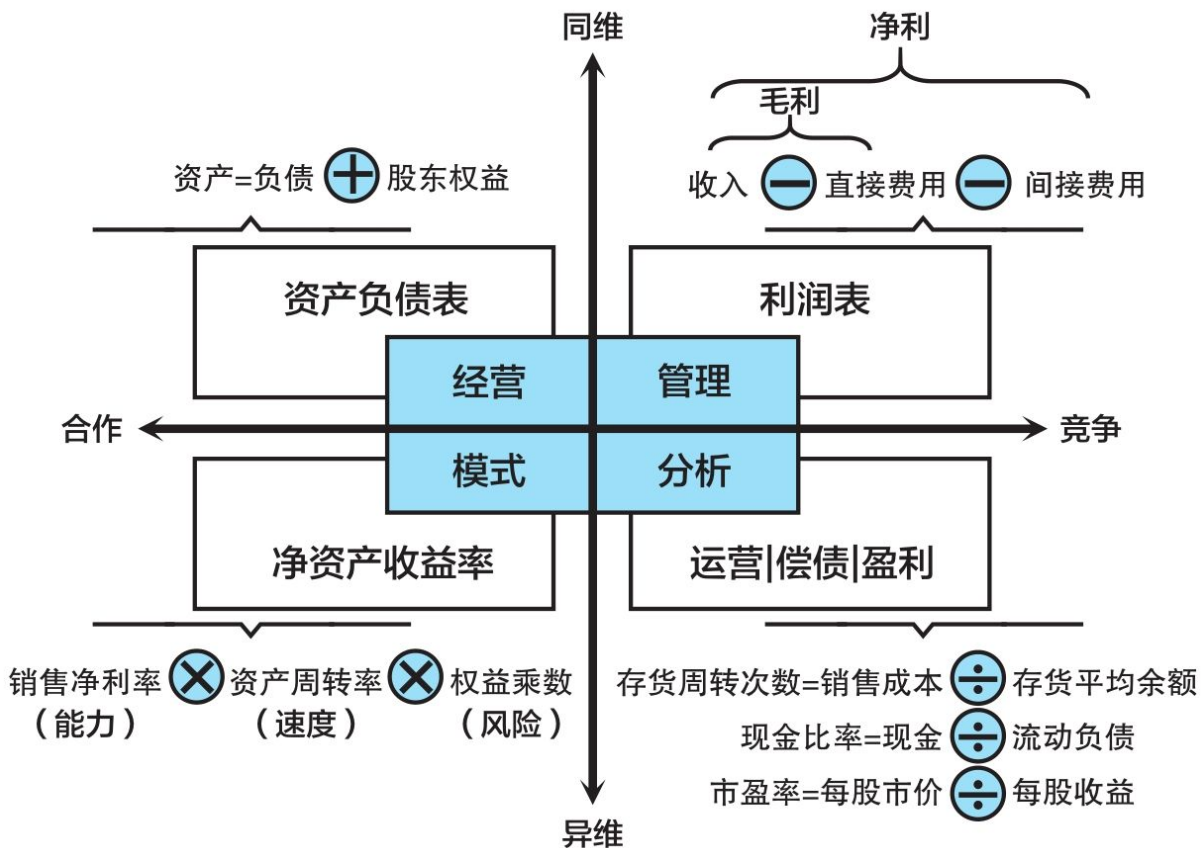 同维
净利
毛利
资产=负债 + 股东权益
收入 − 直接费用 − 间接费用
资产负债表
利润表
经营
管理
合作
竞争
模式
分析
净资产收益率
运营|偿债|盈利
销售净利率 × 资产周转率 × 权益乘数
（能力） （速度） （风险）
存货周转次数=销售成本 ÷ 存货平均余额
现金比率=现金 ÷ 流动负债
市盈率=每股市价 ÷ 每股收益
异维